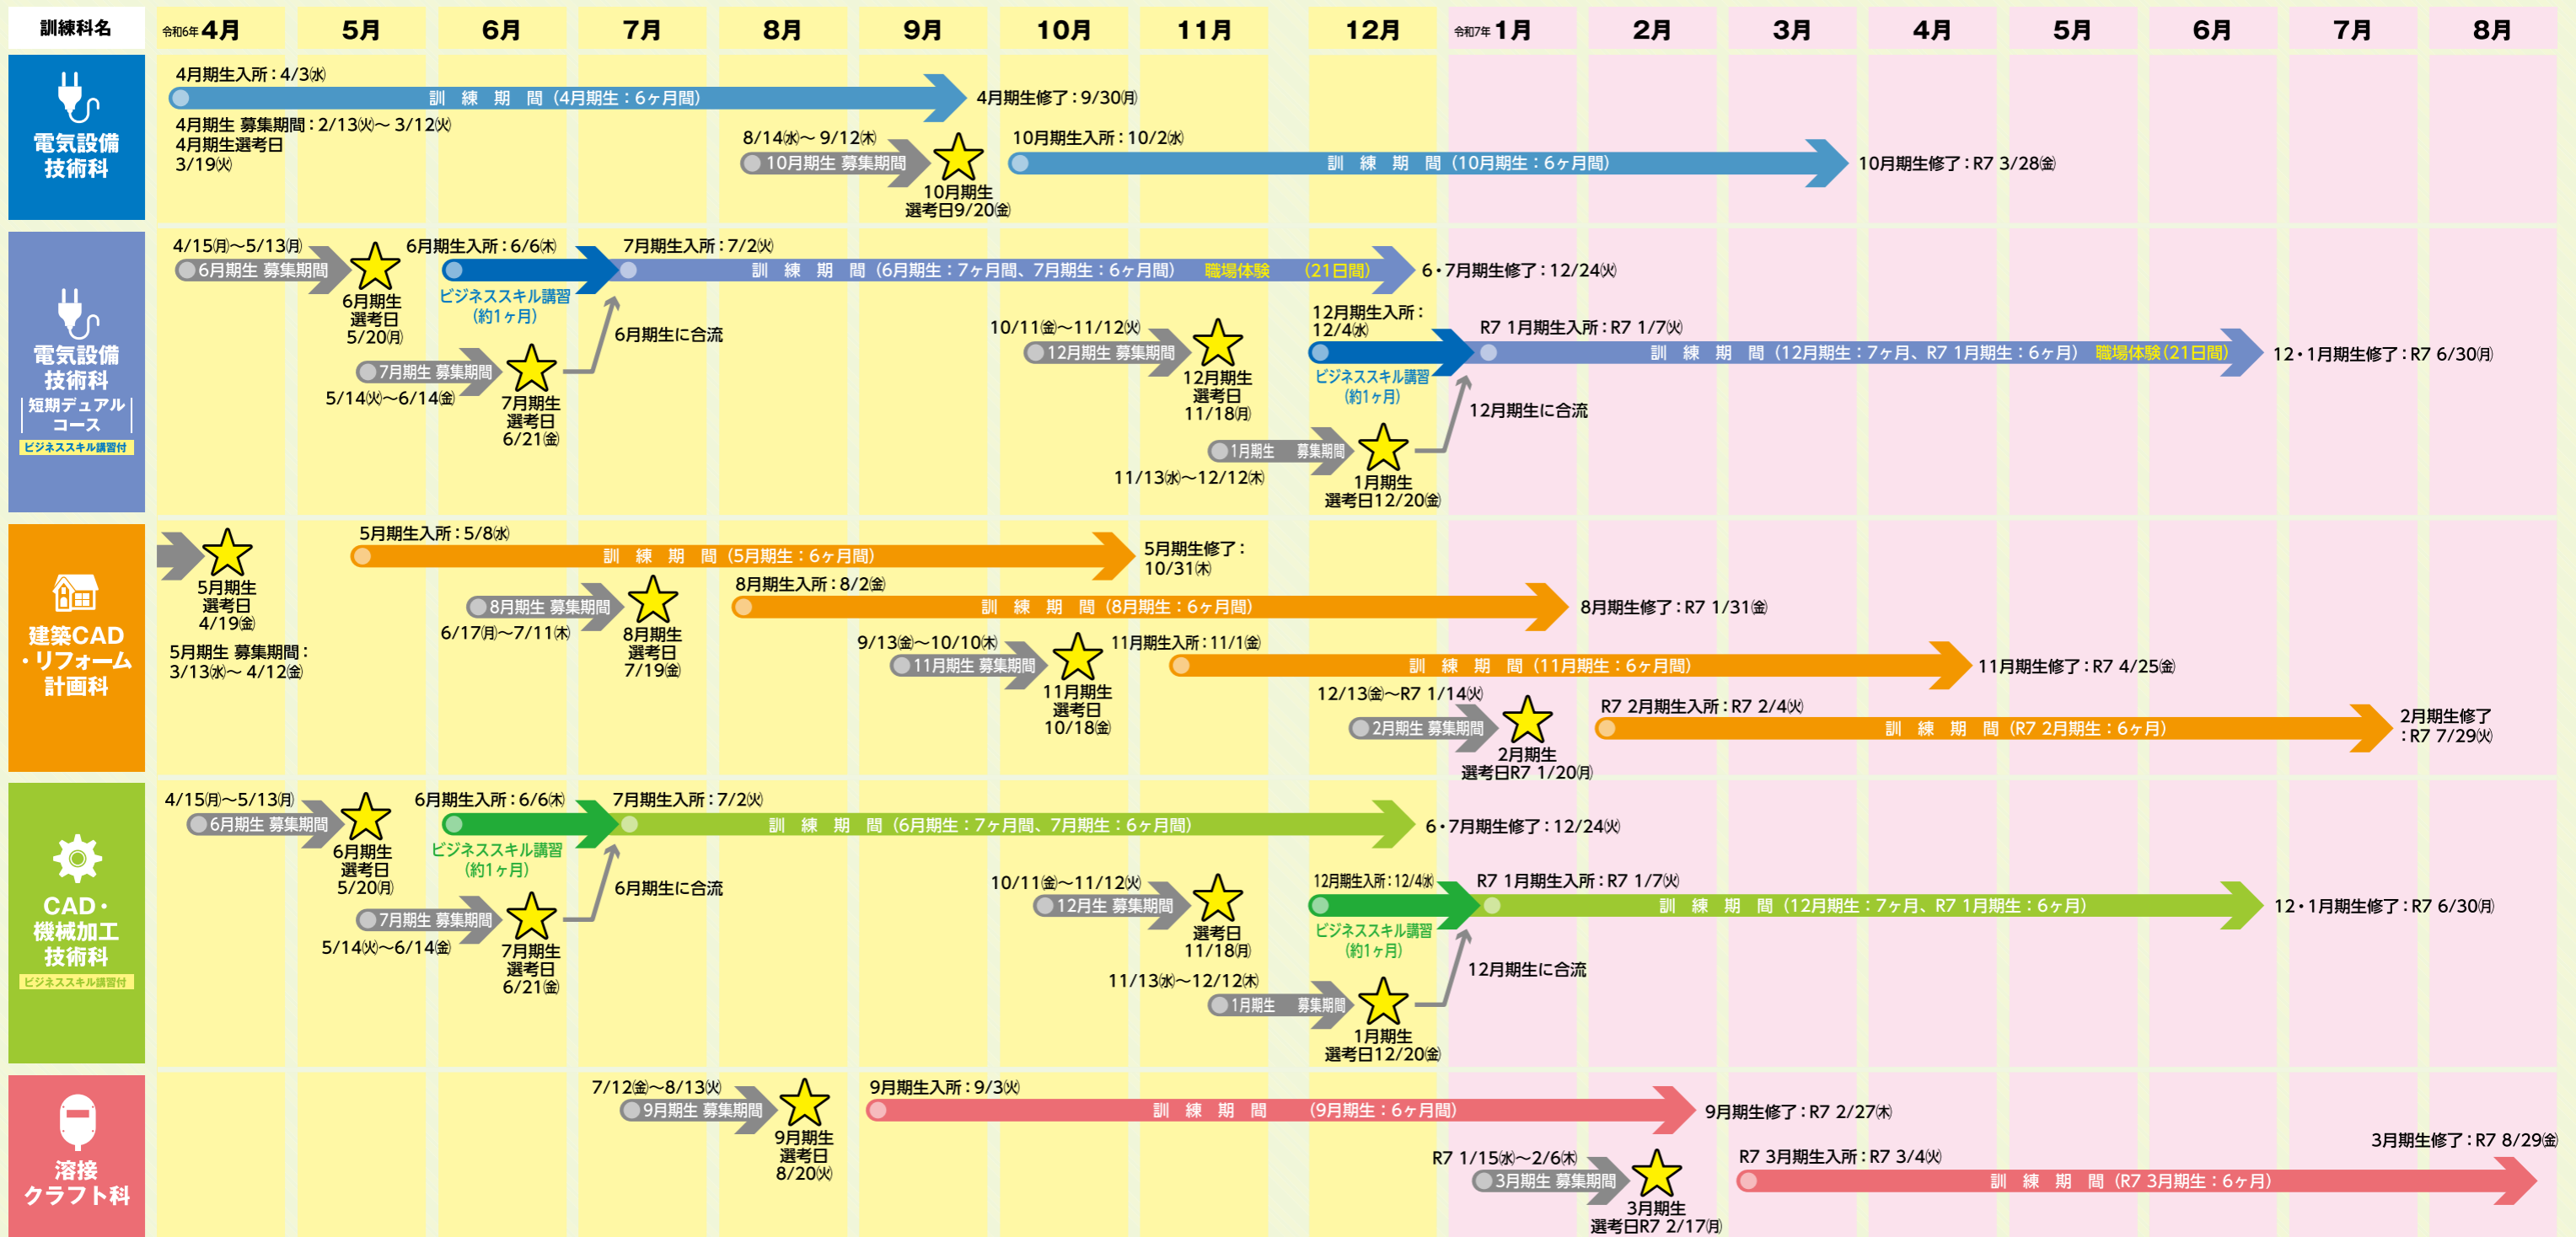 訓練科名
令和6年 4月
5月
6月
7月
8月
9月
10月
11月
12月
令和7年 1月
2月
3月
4月
5月
6月
7月
8月
電気設備
技術科
4月期生入所：4/3㈬
訓　練　期　間（4月期生：6ヶ月間）
4月期生修了：9/30㈪
4月期生 募集期間：2/13㈫～ 3/12㈫
4月期生選考日
3/19㈫
8/14㈬～ 9/12㈭
10月期生 募集期間
10月期生
選考日9/20㈮
10月期生入所：10/2㈬
訓　練　期　間（10月期生：6ヶ月間）
10月期生修了：R7 3/28㈮
電気設備
技術科
短期デュアル
コース
ビジネススキル講習付
4/15㈪～5/13㈪
6月期生 募集期間
6月期生
選考日
5/20㈪
6月期生入所：6/6㈭
ビジネススキル講習
（約1ヶ月）
7月期生入所：7/2㈫
訓　練　期　間（6月期生：7ヶ月間、7月期生：6ヶ月間）　職場体験　（21日間）
6・7月期生修了：12/24㈫
7月期生 募集期間
5/14㈫～6/14㈮
7月期生
選考日
6/21㈮
6月期生に合流
10/11㈮～11/12㈫
12月期生 募集期間
12月期生
選考日
11/18㈪
12月期生入所：
12/4㈬
ビジネススキル講習
（約1ヶ月）
R7 1月期生入所：R7 1/7㈫
訓　練　期　間（12月期生：7ヶ月、R7 1月期生：6ヶ月）　職場体験（21日間）
12・1月期生修了：R7 6/30㈪
1月期生　募集期間
11/13㈬～12/12㈭
1月期生
選考日12/20㈮
12月期生に合流
建築CAD
・リフォーム
計画科
5月期生
選考日
4/19㈮
5月期生 募集期間：
3/13㈬～ 4/12㈮
5月期生入所：5/8㈬
訓　練　期　間（5月期生：6ヶ月間）
5月期生修了：
10/31㈭
8月期生 募集期間
6/17㈪～7/11㈭
8月期生
選考日
7/19㈮
8月期生入所：8/2㈮
訓　練　期　間（8月期生：6ヶ月間）
8月期生修了：R7 1/31㈮
9/13㈮～10/10㈭
11月期生 募集期間
11月期生
選考日
10/18㈮
11月期生入所：11/1㈮
訓　練　期　間（11月期生：6ヶ月間）
11月期生修了：R7 4/25㈮
12/13㈮～R7 1/14㈫
2月期生 募集期間
2月期生
選考日R7 1/20㈪
R7 2月期生入所：R7 2/4㈫
訓　練　期　間（R7 2月期生：6ヶ月）
2月期生修了
：R7 7/29㈫
CAD・
機械加工
技術科
ビジネススキル講習付
4/15㈪～5/13㈪
6月期生 募集期間
6月期生
選考日
5/20㈪
6月期生入所：6/6㈭
ビジネススキル講習
（約1ヶ月）
7月期生入所：7/2㈫
訓　練　期　間（6月期生：7ヶ月間、7月期生：6ヶ月間）
6・7月期生修了：12/24㈫
7月期生 募集期間
5/14㈫～6/14㈮
7月期生
選考日
6/21㈮
6月期生に合流
10/11㈮～11/12㈫
12月生 募集期間
選考日
11/18㈪
12月期生入所：12/4㈬
ビジネススキル講習
（約1ヶ月）
R7 1月期生入所：R7 1/7㈫
訓　練　期　間（12月期生：7ヶ月、R7 1月期生：6ヶ月）
12・1月期生修了：R7 6/30㈪
11/13㈬～12/12㈭
1月期生　募集期間
1月期生
選考日12/20㈮
12月期生に合流
溶接
クラフト科
7/12㈮～8/13㈫
9月期生 募集期間
9月期生
選考日
8/20㈫
9月期生入所：9/3㈫
訓　練　期　間　　（9月期生：6ヶ月間）
9月期生修了：R7 2/27㈭
R7 1/15㈬～2/6㈭
3月期生 募集期間
3月期生
選考日R7 2/17㈪
R7 3月期生入所：R7 3/4㈫
訓　練　期　間（R7 3月期生：6ヶ月）
3月期生修了：R7 8/29㈮